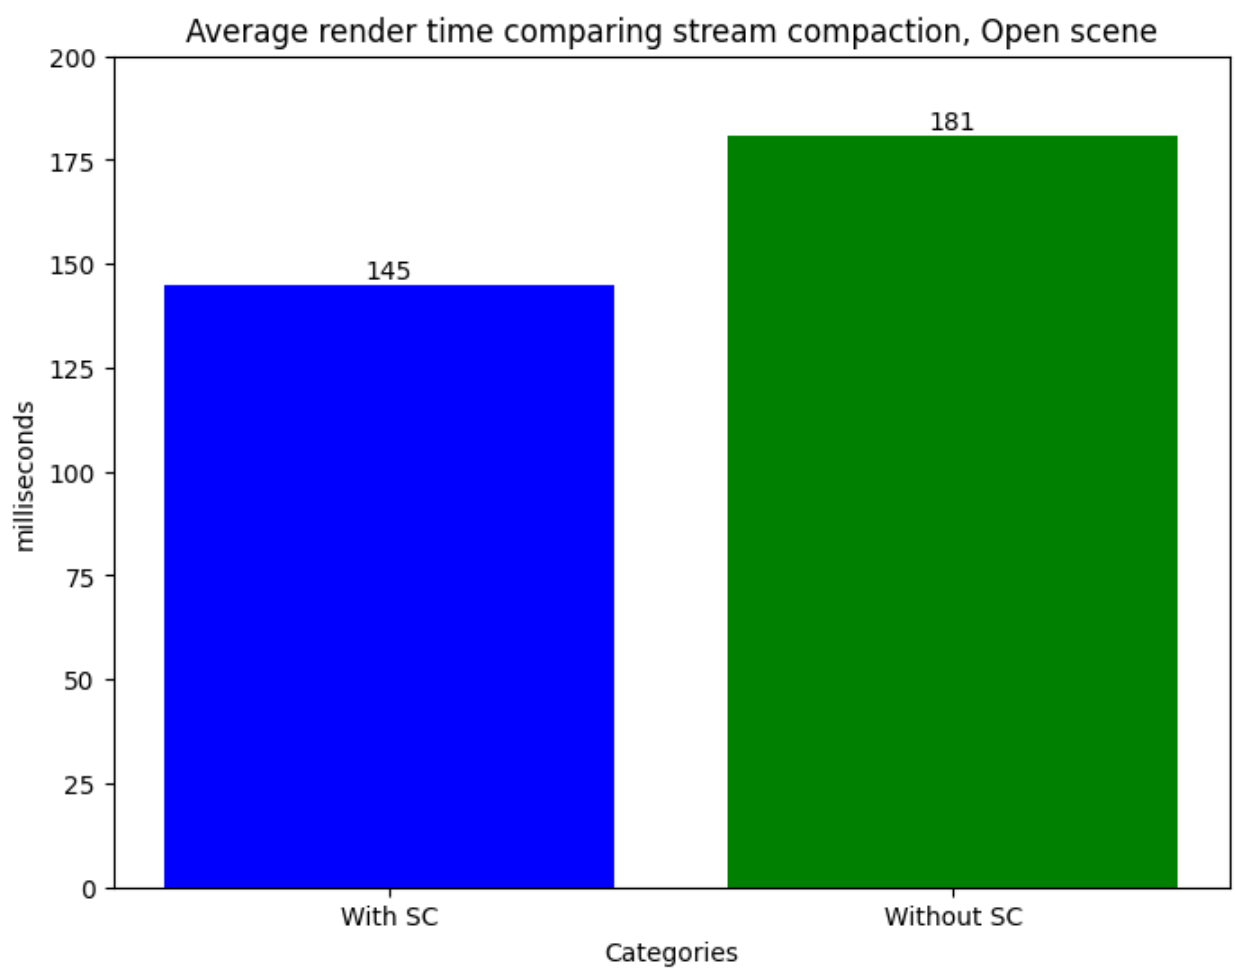 Average render time comparing stream compaction, Open scene
200
175
150
125
100
75
50
25
0
milliseconds
145
181
With SC
Without SC
Categories